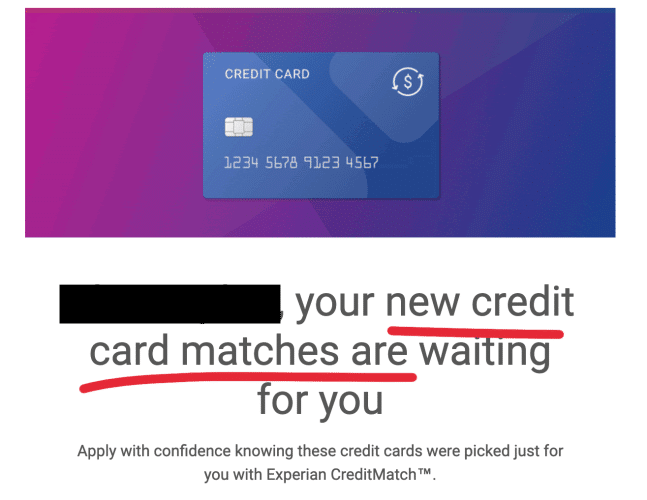 CREDIT CARD
$
1234 5678 9123 4567
, your new credit
card matches are waiting
for you
Apply with confidence knowing these credit cards were picked just for
you with Experian CreditMatch™.